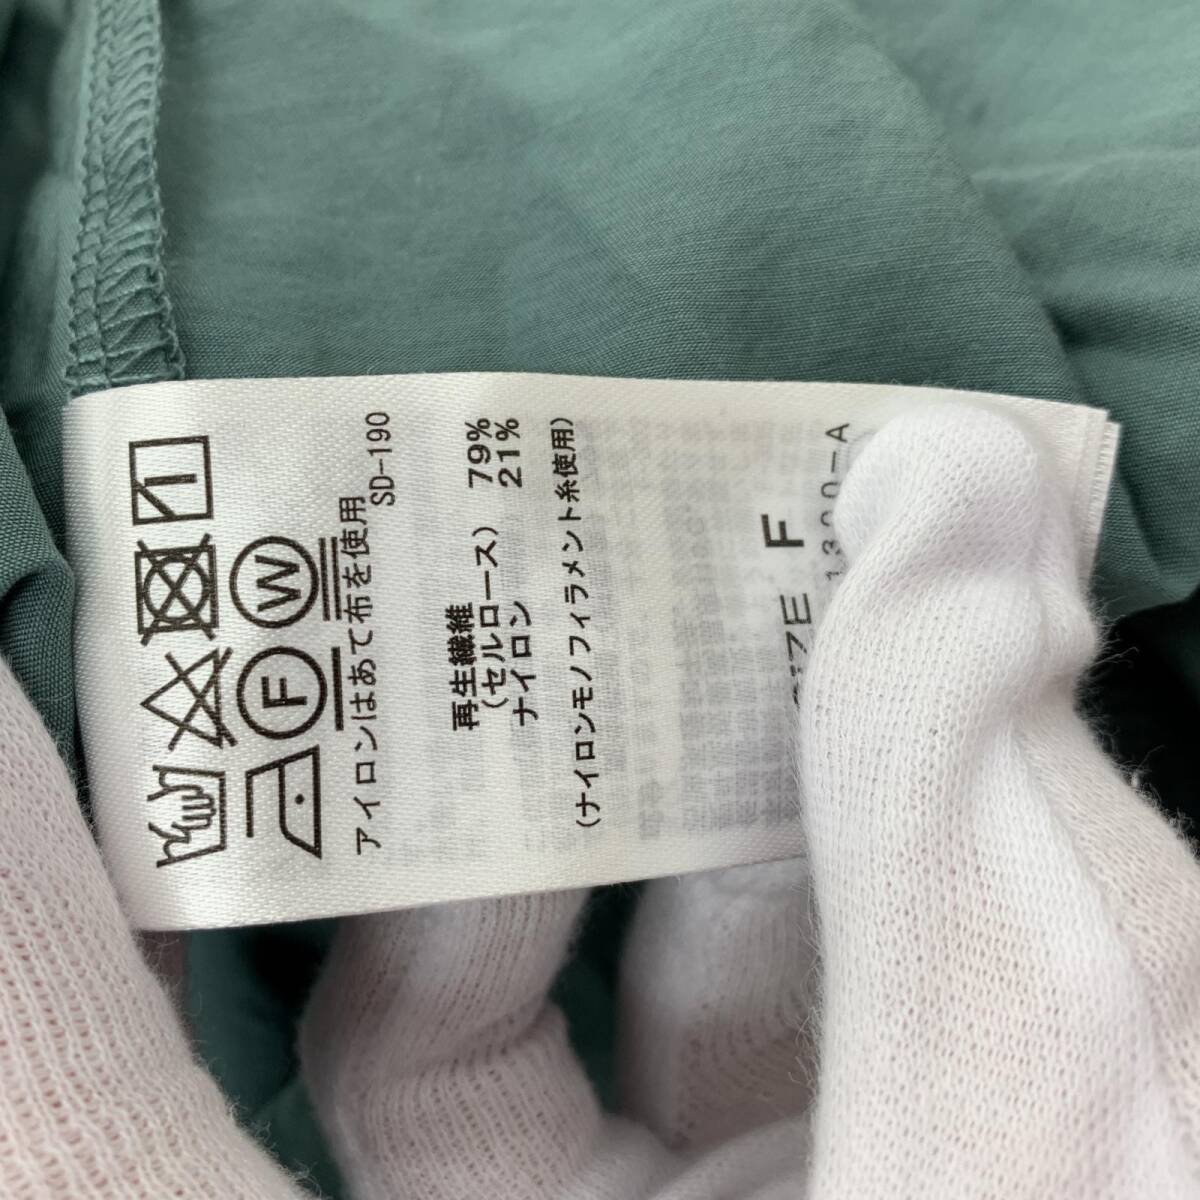 W
F
アイロンはあて布を使用
SD-190
再生繊維
(セルロース) 79%
ナイロン 21%
(ナイロンモノフィラメント糸使用)
SIZE F